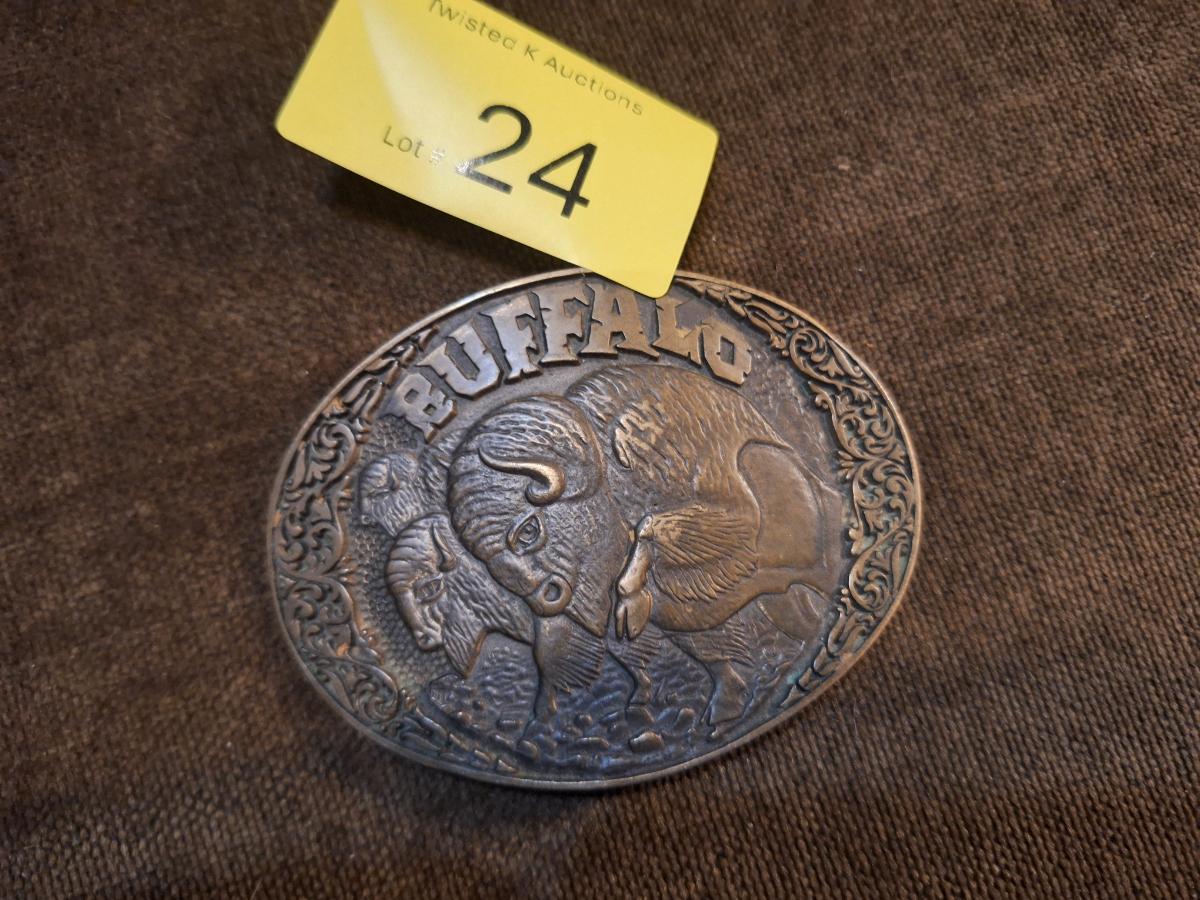 Twisted K Auctions
Lot # 24
BUFFALO